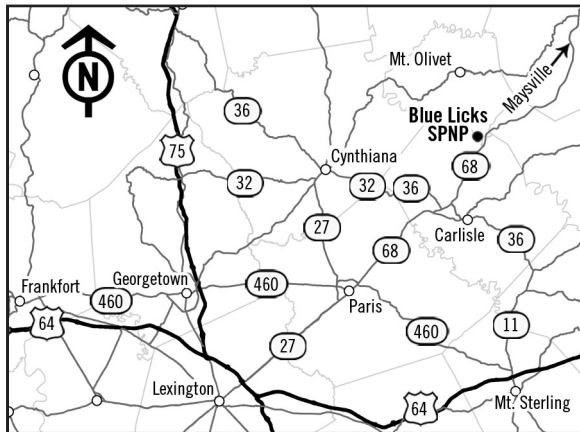 Mt. Olivet
Maysville
N
36
Blue Licks
SPNP
75
Cynthiana
68
32
32
36
27
68
Carlisle
36
Frankfort
Georgetown
460
460
Paris
64
27
460
11
Lexington
64
Mt. Sterling